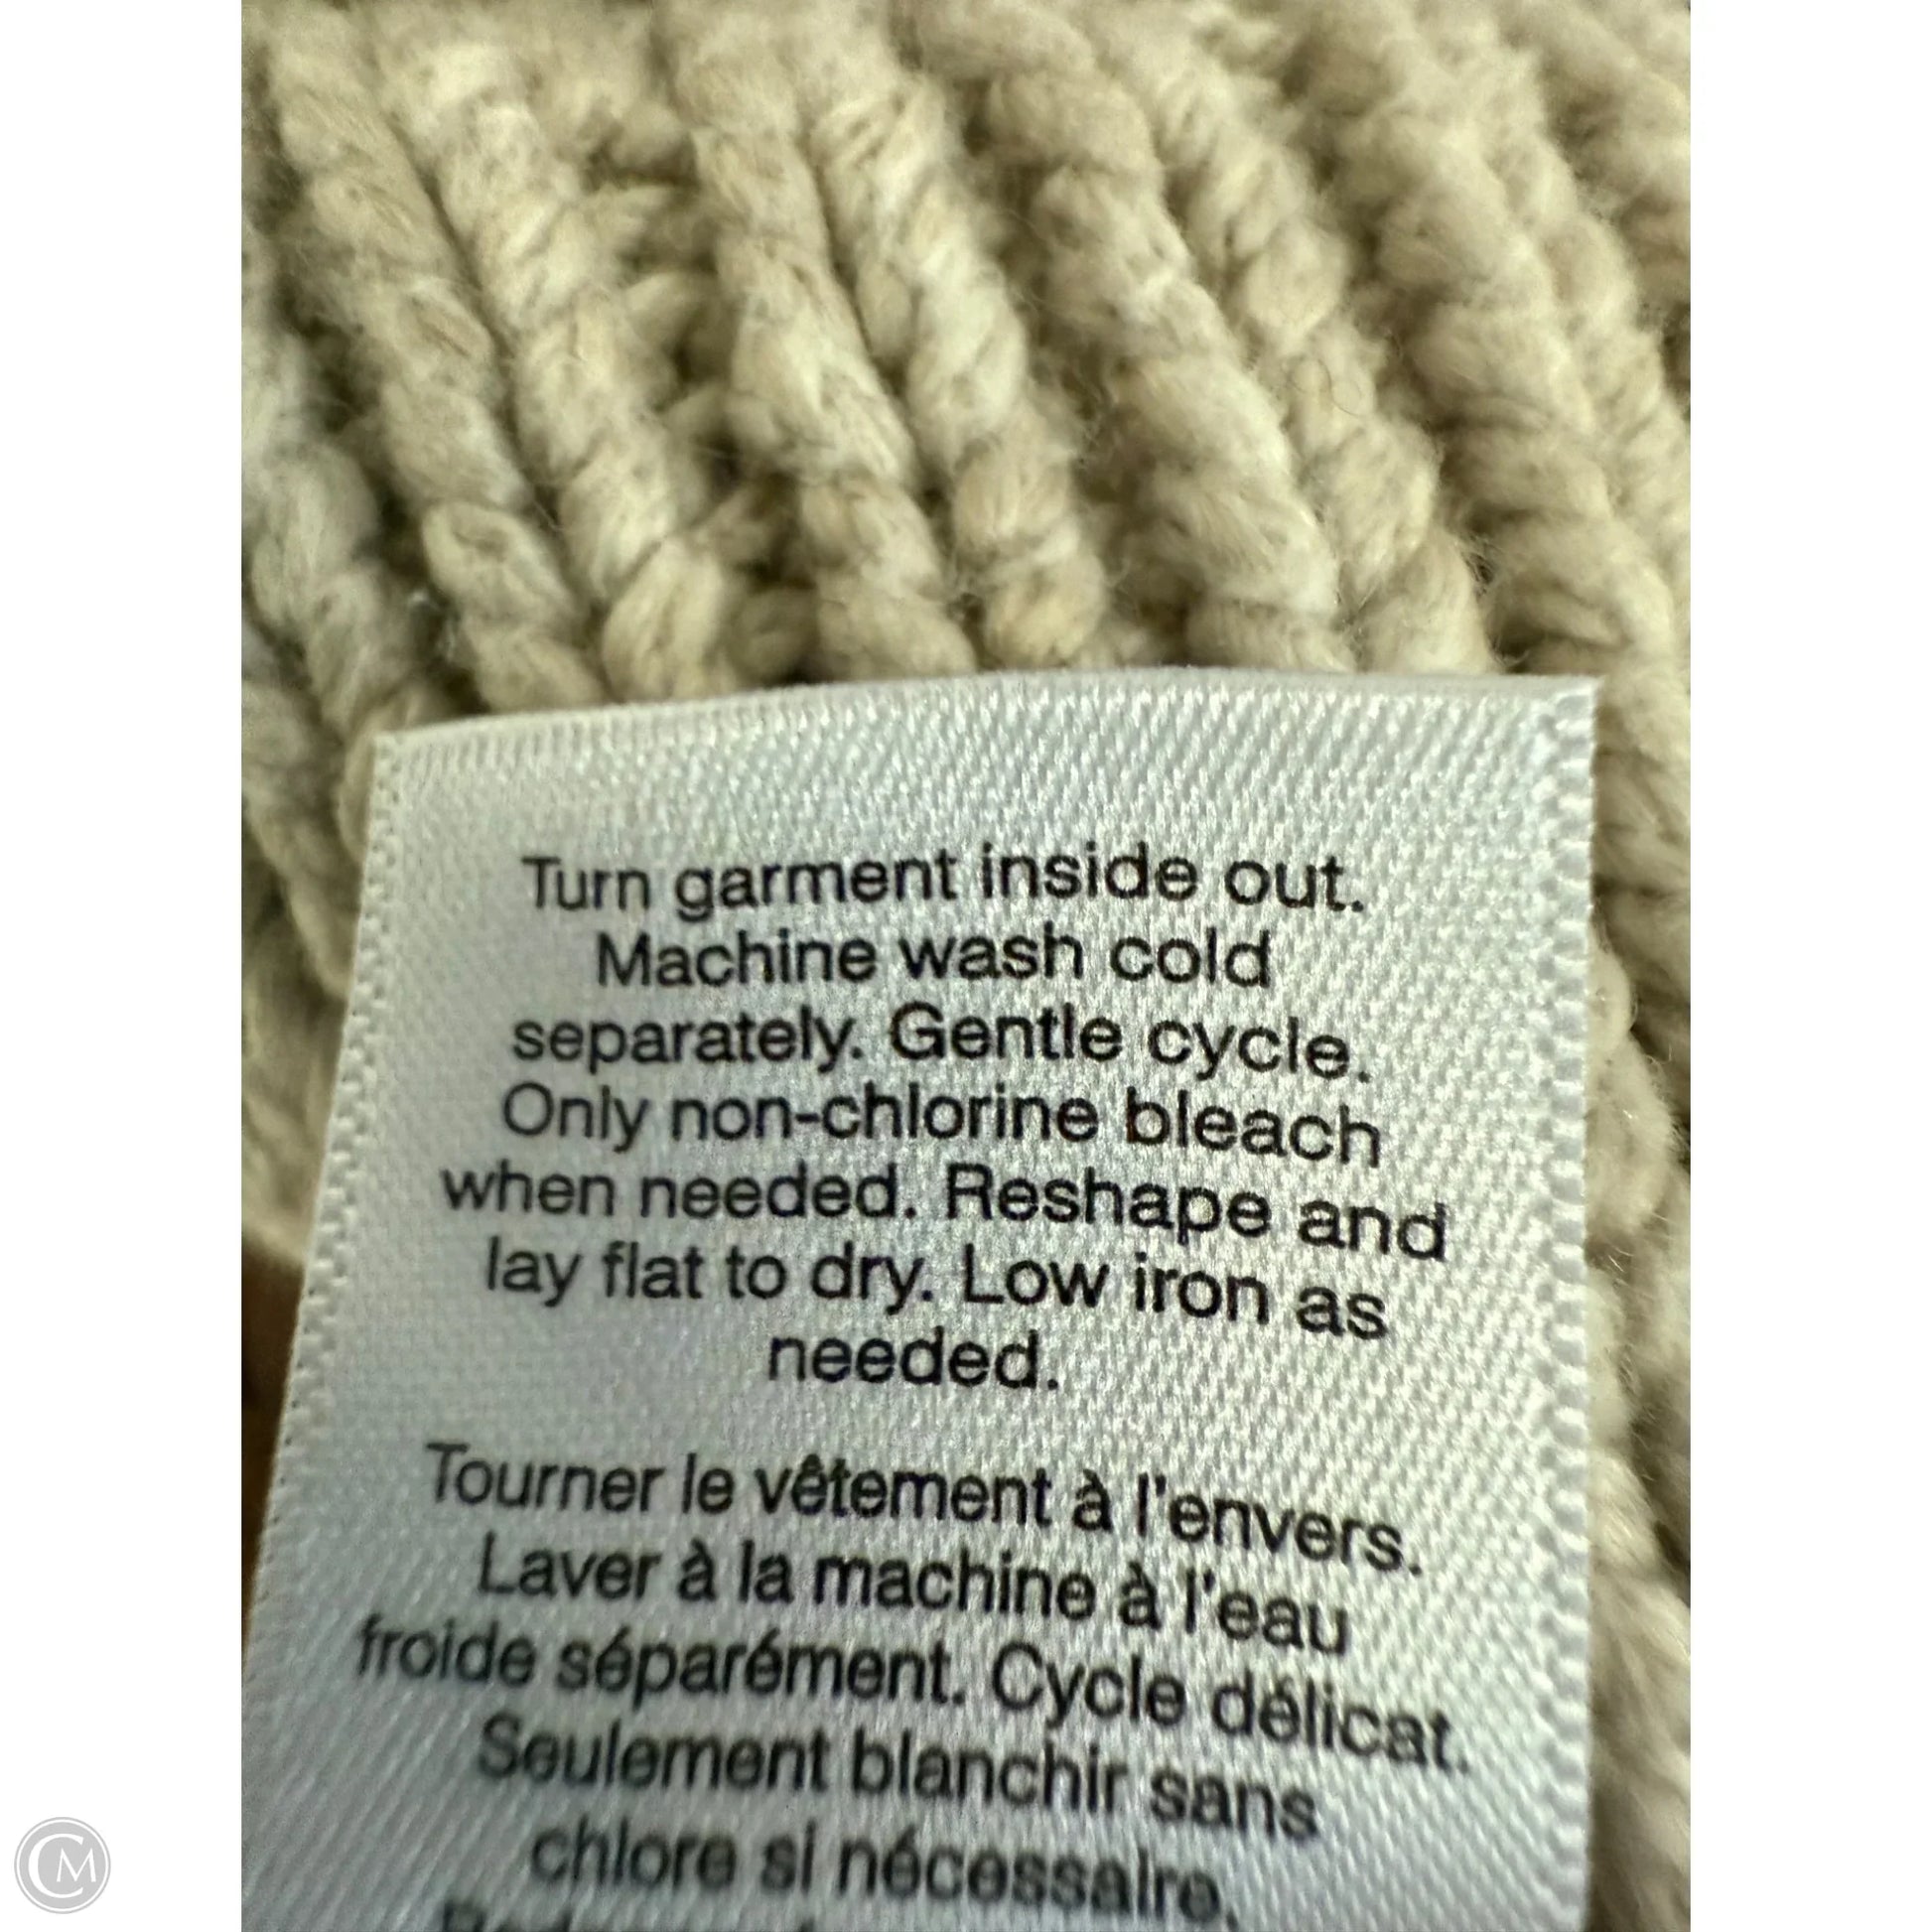 Turn garment inside out.
Machine wash cold
separately. Gentle cycle.
Only non-chlorine bleach
when needed. Reshape and
lay flat to dry. Low iron as
needed.
Tourner le vêtement à l'envers.
Laver à la machine à l'eau
froide séparément. Cycle délicat.
Seulement blanchir sans
chlore si nécessaire.
CM